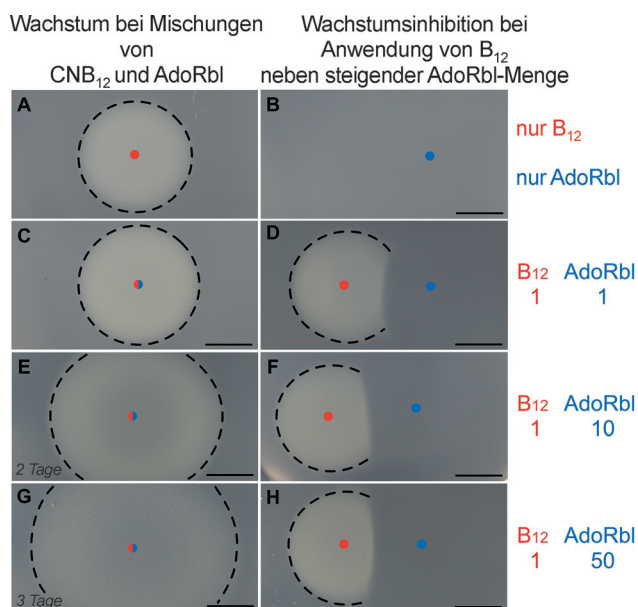 Wachstum bei Mischungen
von
CNB₁₂ und AdoRbl
Wachstumsinhibition bei
Anwendung von B₁₂
neben steigender AdoRbl-Menge
A
B
nur B₁₂
nur AdoRbl
C
D
B₁₂ AdoRbl
1 1
E
2 Tage
F
B₁₂ AdoRbl
1 10
G
3 Tage
H
B₁₂ AdoRbl
1 50